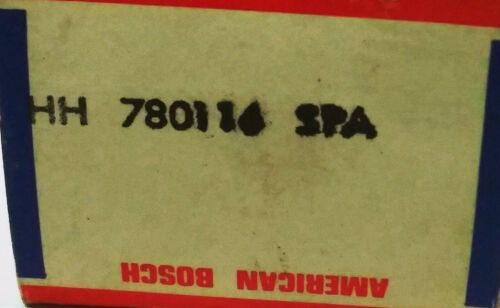 HH 780116 SPA
AMERICAN BOSCH